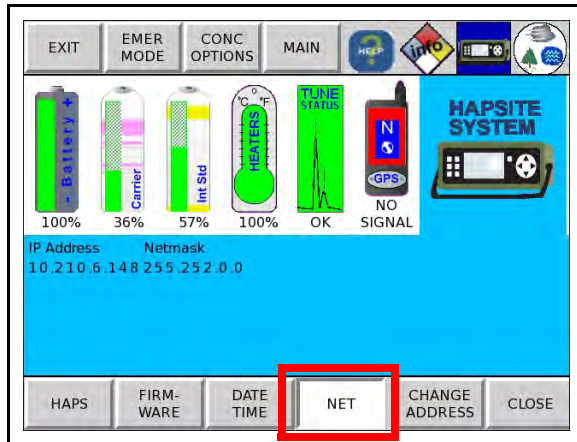 EXIT
EMER
MODE
CONC
OPTIONS
MAIN
HELP
info
- Battery +
Carrier
Int Std
°C °F
HEATERS
TUNE
STATUS
N
GPS
HAPSITE
SYSTEM
100%
36%
57%
100%
OK
NO
SIGNAL
IP Address Netmask
10.210.6.148 255.252.0.0
HAPS
FIRM-
WARE
DATE
TIME
NET
CHANGE
ADDRESS
CLOSE